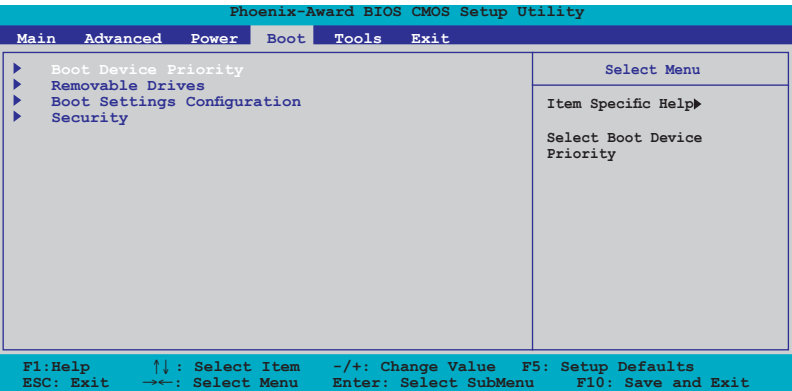 Phoenix-Award BIOS CMOS Setup Utility
Main Advanced Power Boot Tools Exit
Boot Device Priority
Removable Drives
Boot Settings Configuration
Security
Select Menu
Item Specific Help▶
Select Boot Device
Priority
F1:Help ↑↓: Select Item -/+: Change Value F5: Setup Defaults
ESC: Exit →←: Select Menu Enter: Select SubMenu F10: Save and Exit